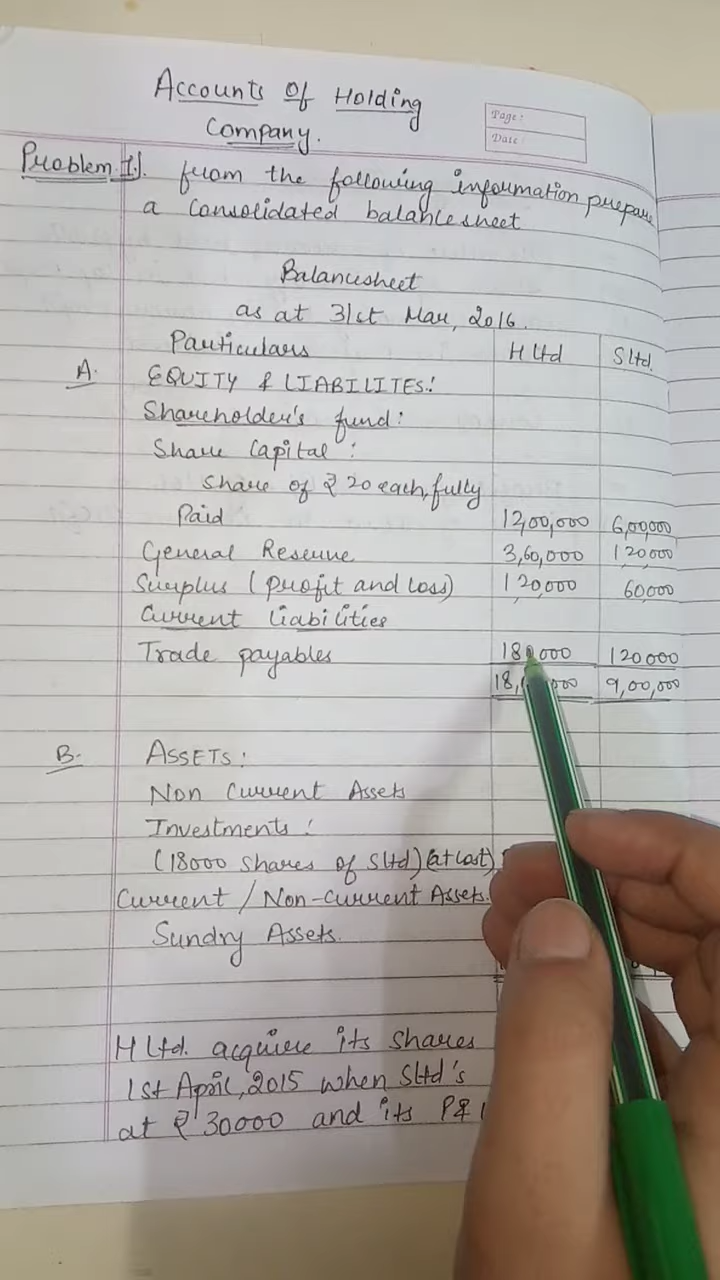 Accounts of Holding
Company.
Page :
Date :
Problem 1). from the following information prepare
a consolidated balancesheet
Balancesheet
as at 31st Mar, 2016.
Particulars H Ltd S Ltd.
A. EQUITY & LIABILITES:
Shareholder's fund:
Share Capital :
Share of ₹ 20 each, fully
Paid 12,00,000 6,00,000
General Reserve 3,60,000 1,20,000
Surplus (Profit and Loss) 1,20,000 60,000
Current Liabilities
Trade payables 000 120000
18, 000 9,00,000
B. ASSETS:
Non Current Assets
Investments :
(18000 shares of S Ltd) (at cost)
Current / Non-Current Assets.
Sundry Assets.
H Ltd. acquire its shares
1st April, 2015 when S Ltd's
at ₹ 30000 and its P &